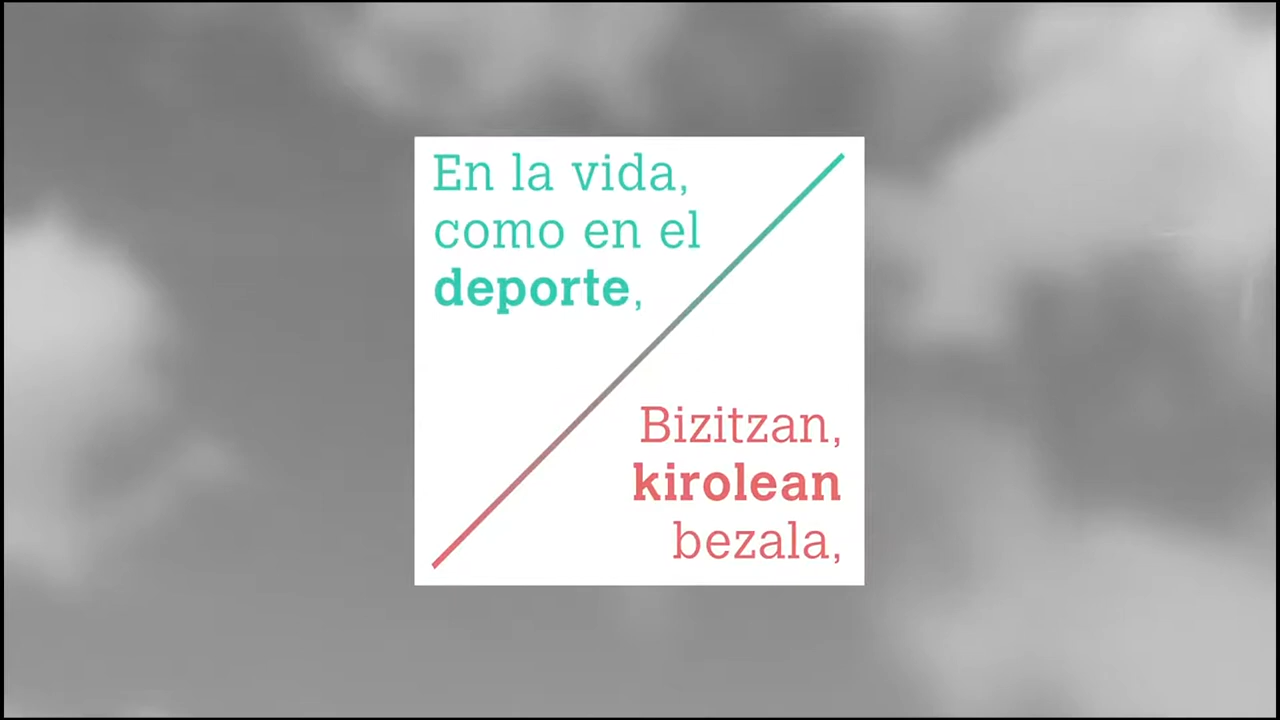 En la vida,
como en el
deporte,
Bizitzan,
kirolean
bezala,